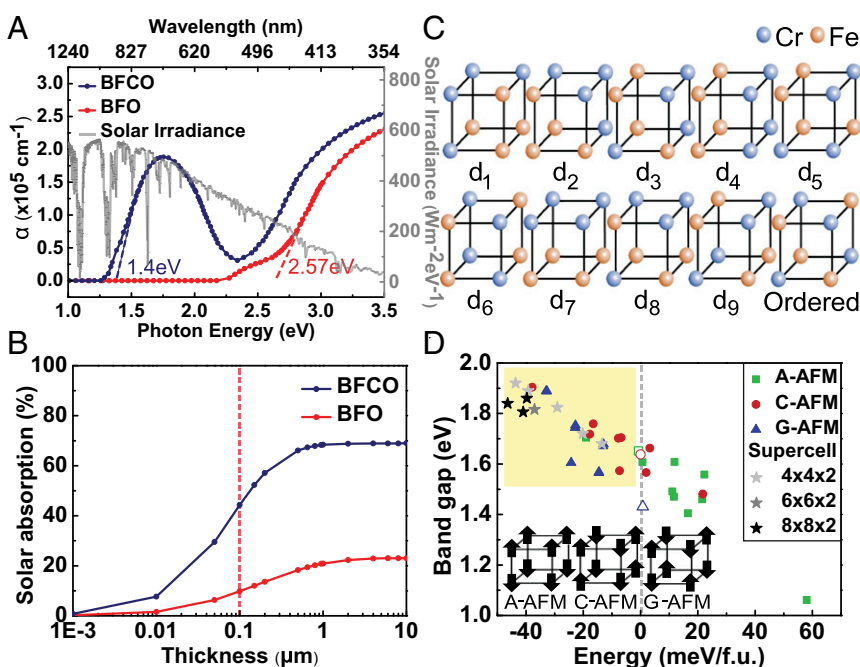 A
Wavelength (nm)
1240 827 620 496 413 354
BFCO
BFO
Solar Irradiance
α (x10⁵ cm⁻¹)
3.0
2.5
2.0
1.5
1.0
0.5
0.0
800
600
400
200
0
Solar Irradiance (Wm-2eV-1)
1.4eV
2.57eV
1.0 1.5 2.0 2.5 3.0 3.5
Photon Energy (eV)
B
Solar absorption (%)
100
80
60
40
20
0
BFCO
BFO
1E-3 0.01 0.1 1 10
Thickness (μm)
C
Cr Fe
d₁ d₂ d₃ d₄ d₅
d₆ d₇ d₈ d₉ Ordered
D
Band gap (eV)
2.0
1.8
1.6
1.4
1.2
1.0
A-AFM
C-AFM
G-AFM
Supercell
4x4x2
6x6x2
8x8x2
A-AFM C-AFM G-AFM
-40 -20 0 20 40 60
Energy (meV/f.u.)